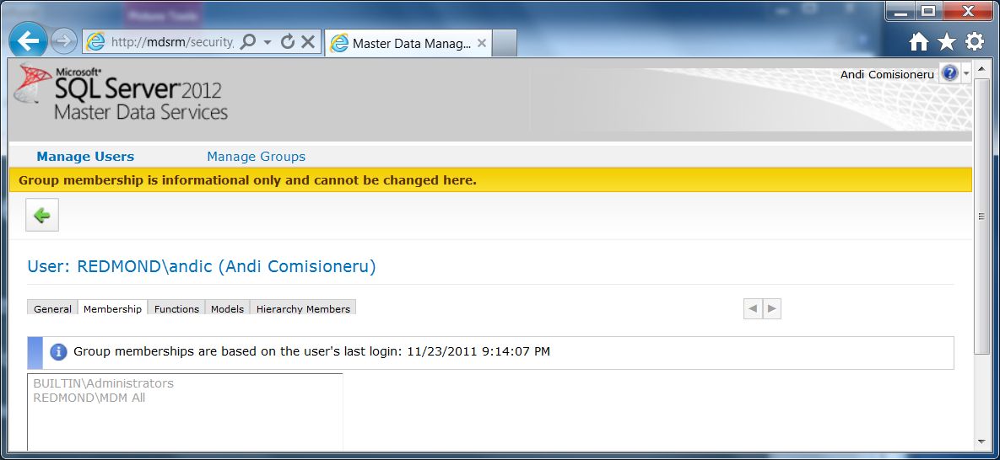 http://mdsrm/security,
Master Data Manag...
Microsoft®
SQL Server 2012
Master Data Services
Andi Comisioneru
Manage Users
Manage Groups
Group membership is informational only and cannot be changed here.
User: REDMOND\andic (Andi Comisioneru)
General
Membership
Functions
Models
Hierarchy Members
Group memberships are based on the user's last login: 11/23/2011 9:14:07 PM
BUILTIN\Administrators
REDMOND\MDM All